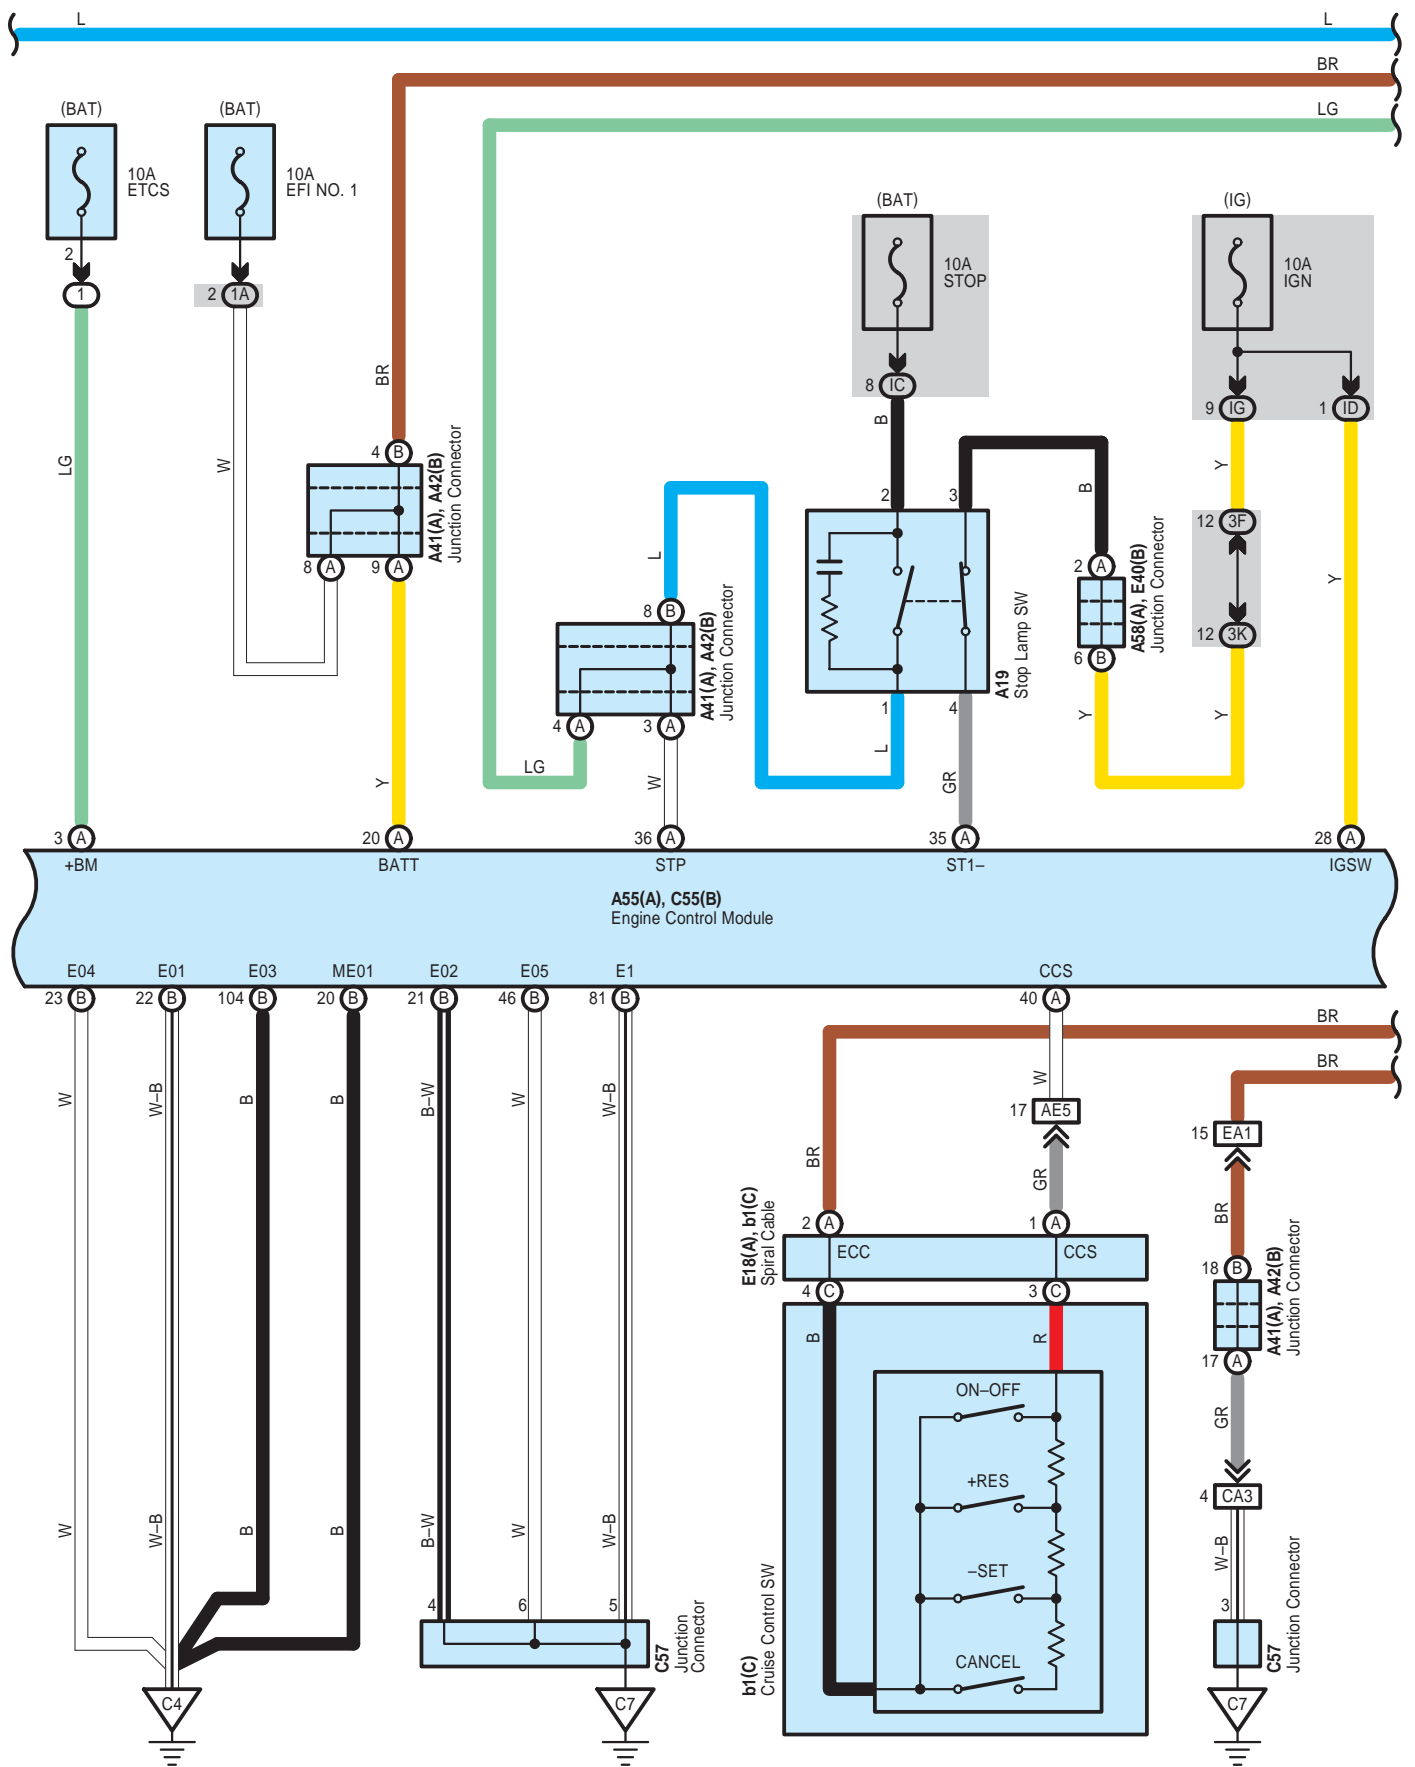 L
L
BR
LG
(BAT)
(BAT)
10A
ETCS
10A
EFI NO. 1
(BAT)
(IG)
10A
STOP
10A
IGN
2
1
2 1A
8 IC
9 IG
1 ID
BR
B
LG
W
4 B
A41(A), A42(B)
Junction Connector
8 A
9 A
2
3
B
Y
12 3F
12 3K
Y
L
8 B
A41(A), A42(B)
Junction Connector
4 A
3 A
A19
Stop Lamp SW
2 A
A58(A), E40(B)
Junction Connector
6 B
1
4
Y
Y
LG
W
Y
L
GR
3 A
20 A
36 A
35 A
28 A
+BM
BATT
STP
ST1–
IGSW
A55(A), C55(B)
Engine Control Module
E04
E01
E03
ME01
E02
E05
E1
CCS
23 B
22 B
104 B
20 B
21 B
46 B
81 B
40 A
BR
BR
W
W–B
B
B
B–W
W
W–B
W
17 AE5
15 EA1
BR
GR
BR
E18(A), b1(C)
Spiral Cable
2 A
1 A
ECC
CCS
4 C
3 C
18 B
A41(A), A42(B)
Junction Connector
17 A
B
R
GR
ON–OFF
+RES
–SET
CANCEL
4 CA3
W
W–B
B
B
B–W
W
W–B
W–B
4
6
5
C57
Junction
Connector
b1(C)
Cruise Control SW
3
C57
Junction Connector
C4
C7
C7